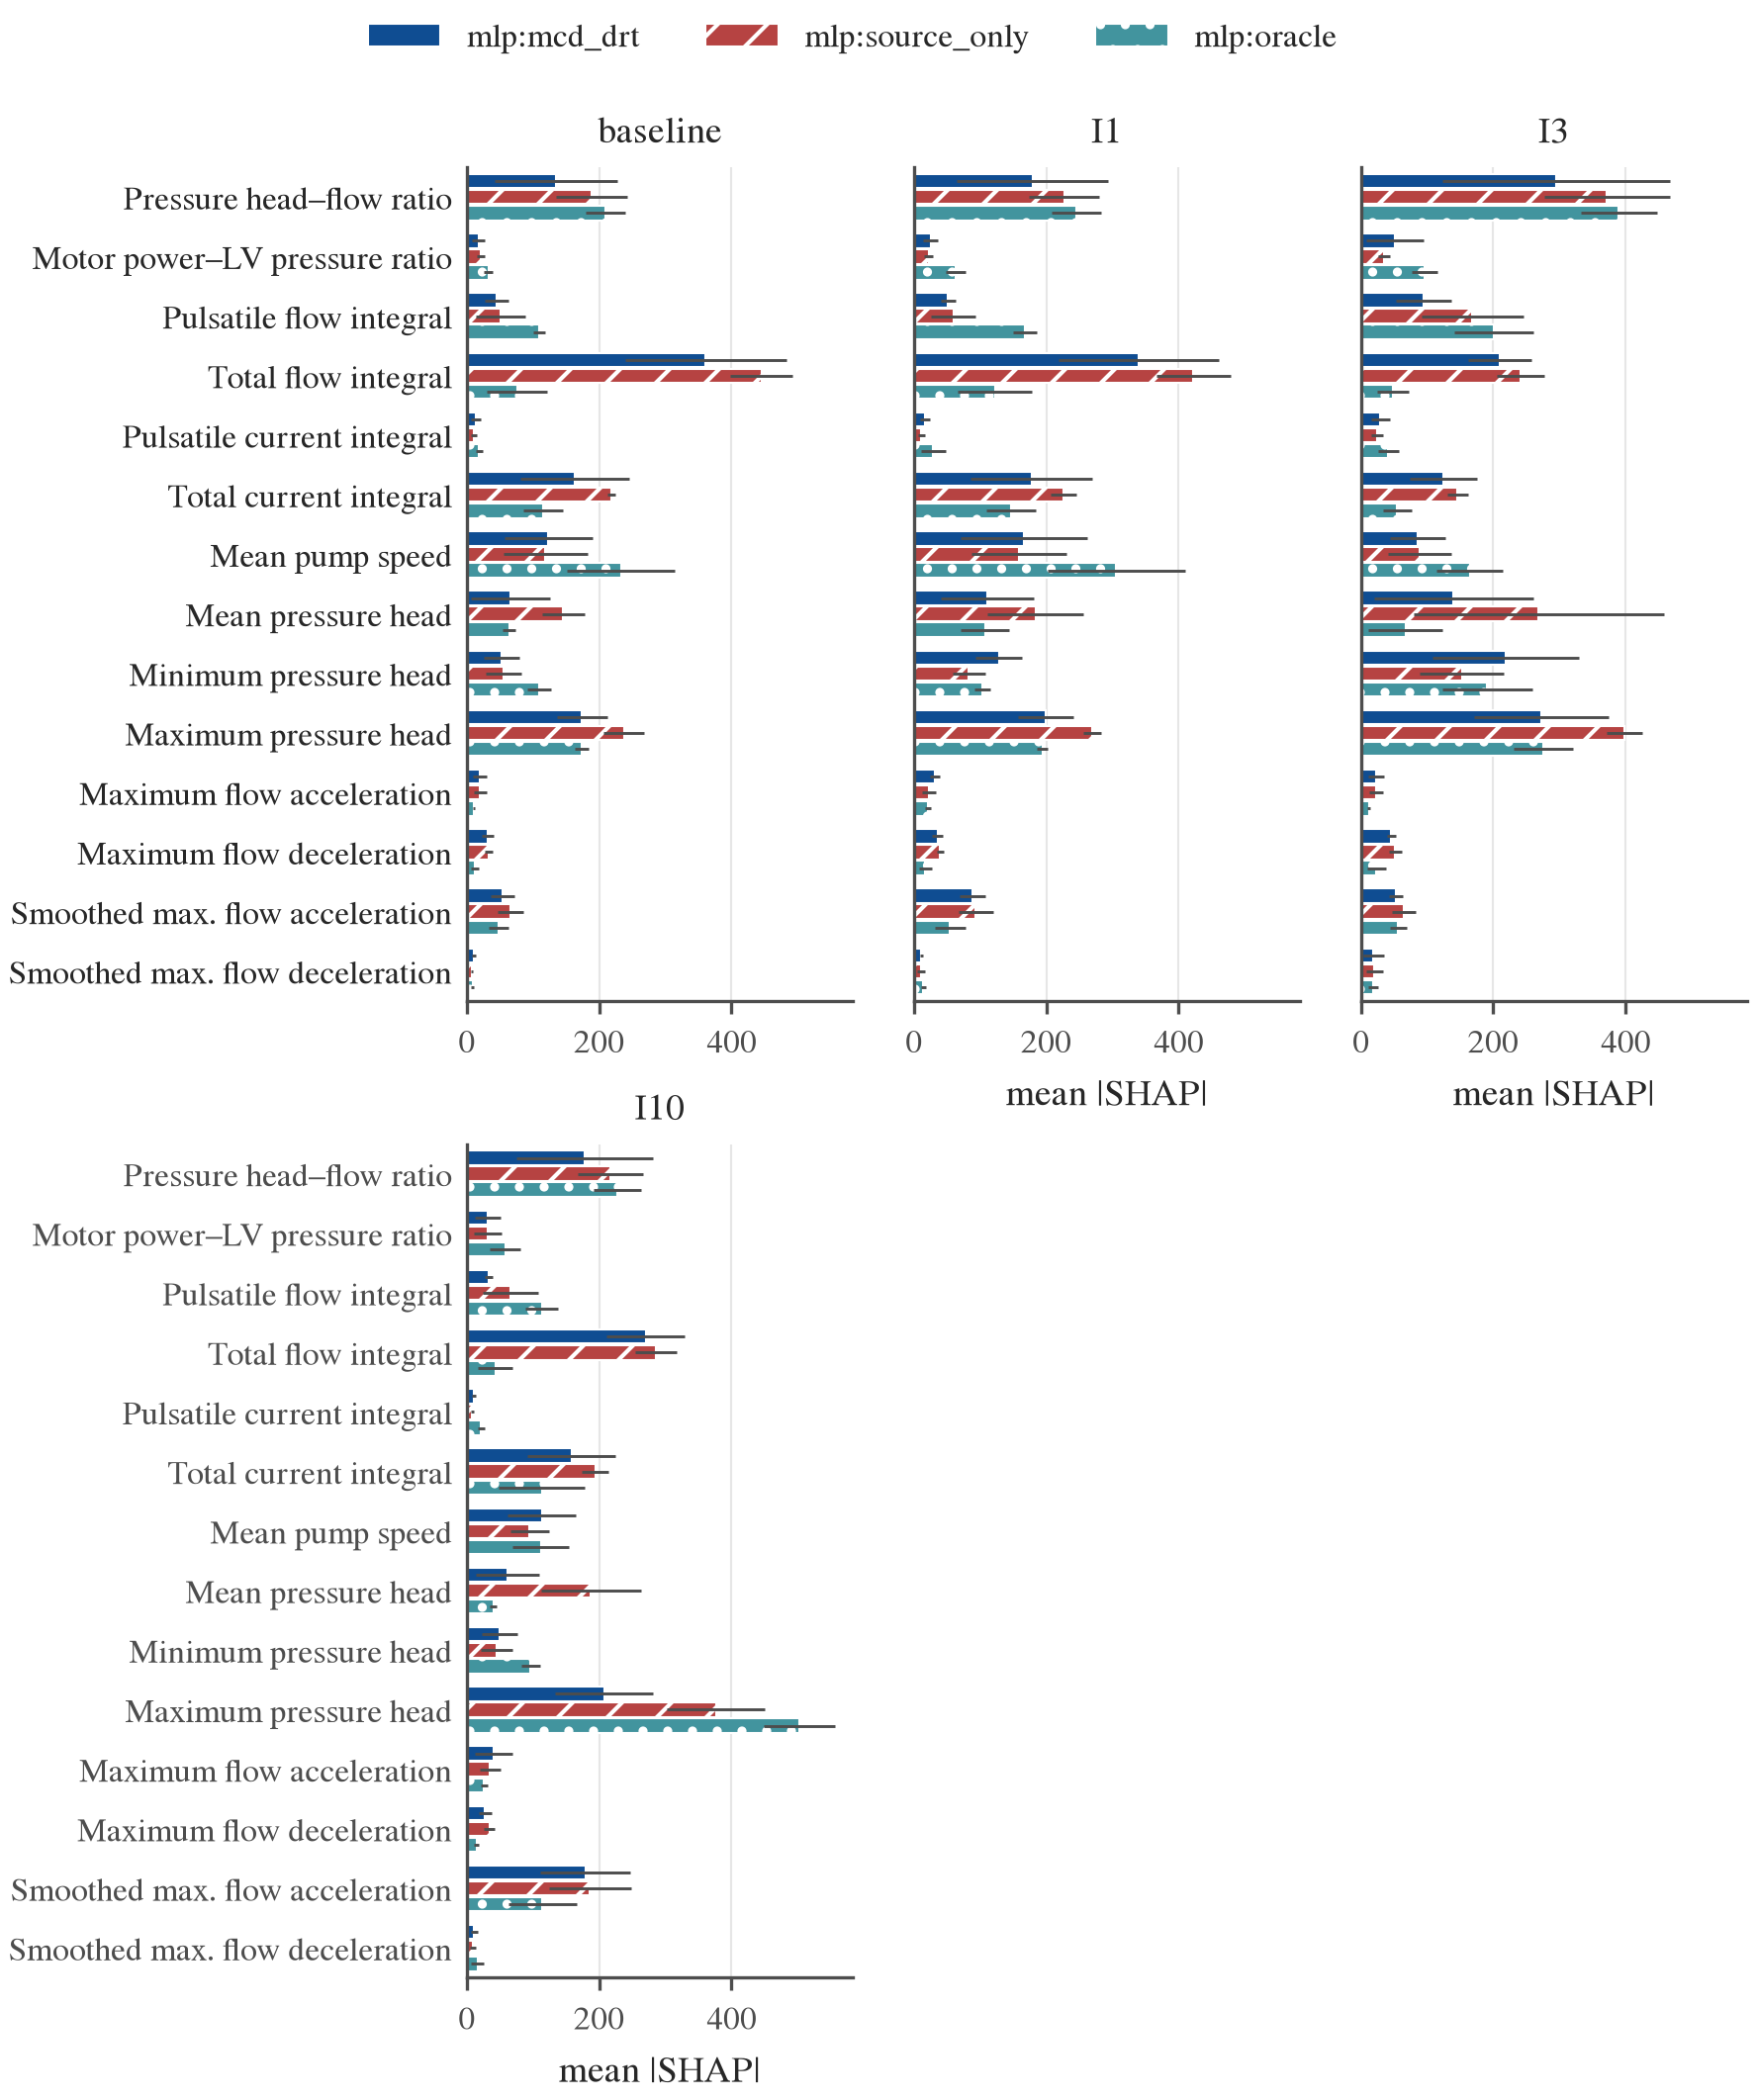 mlp:mcd_drt mlp:source_only mlp:oracle
baseline I1 I3
Pressure head–flow ratio
Motor power–LV pressure ratio
Pulsatile flow integral
Total flow integral
Pulsatile current integral
Total current integral
Mean pump speed
Mean pressure head
Minimum pressure head
Maximum pressure head
Maximum flow acceleration
Maximum flow deceleration
Smoothed max. flow acceleration
Smoothed max. flow deceleration
0 200 400 0 200 400 0 200 400
mean |SHAP| mean |SHAP|
I10
Pressure head–flow ratio
Motor power–LV pressure ratio
Pulsatile flow integral
Total flow integral
Pulsatile current integral
Total current integral
Mean pump speed
Mean pressure head
Minimum pressure head
Maximum pressure head
Maximum flow acceleration
Maximum flow deceleration
Smoothed max. flow acceleration
Smoothed max. flow deceleration
0 200 400
mean |SHAP|